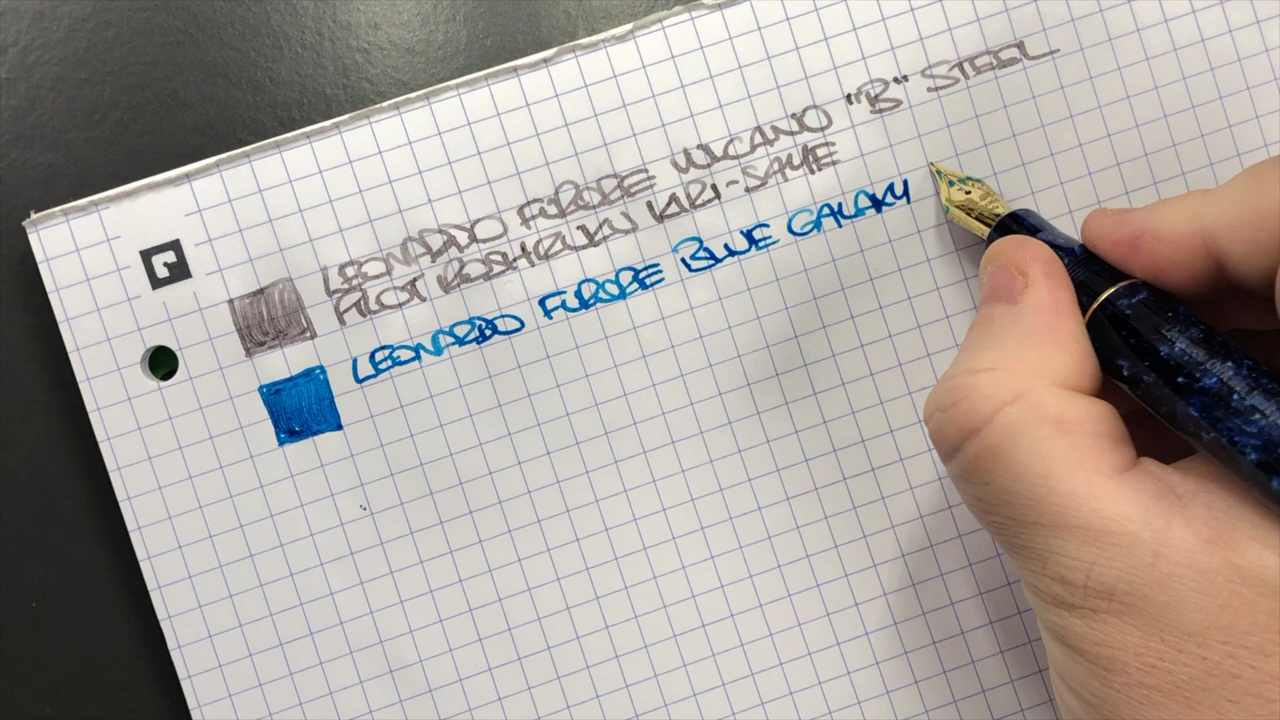 LEONARDO FURORE VULCANO "B" STEEL
PILOT IROSHIZUKU KIRI-SAME
LEONARDO FURORE BLUE GALAXY